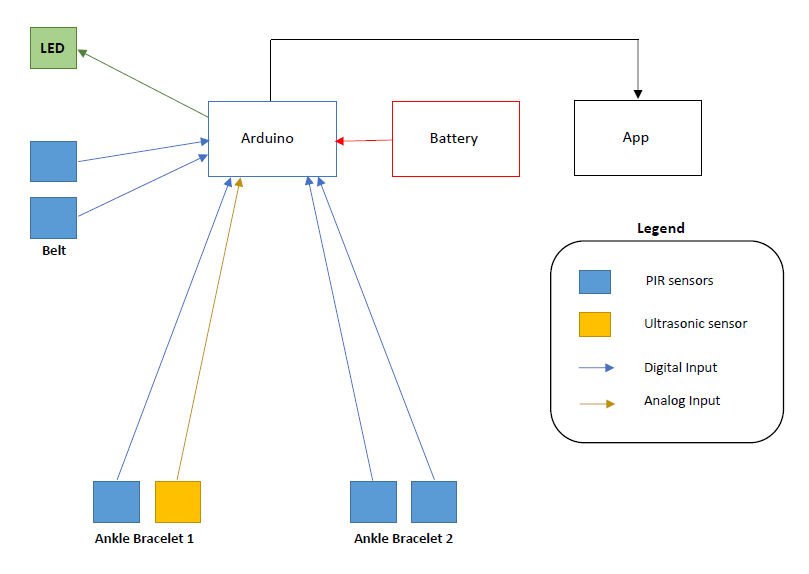 LED
Arduino
Battery
App
Belt
Legend
PIR sensors
Ultrasonic sensor
Digital Input
Analog Input
Ankle Bracelet 1
Ankle Bracelet 2